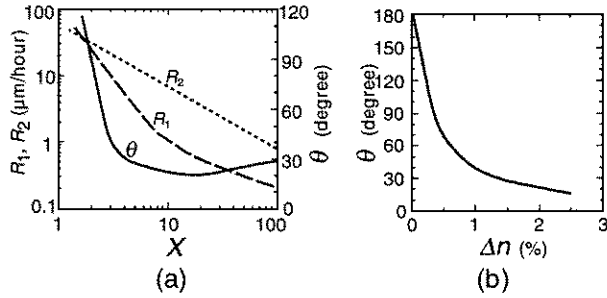 100
10
1
0.1
R₁, R₂ (μm/hour)
120
90
60
30
0
θ (degree)
R₂
R₁
θ
1
10
100
X
(a)
180
150
120
90
60
30
0
θ (degree)
0
1
2
3
Δn (%)
(b)